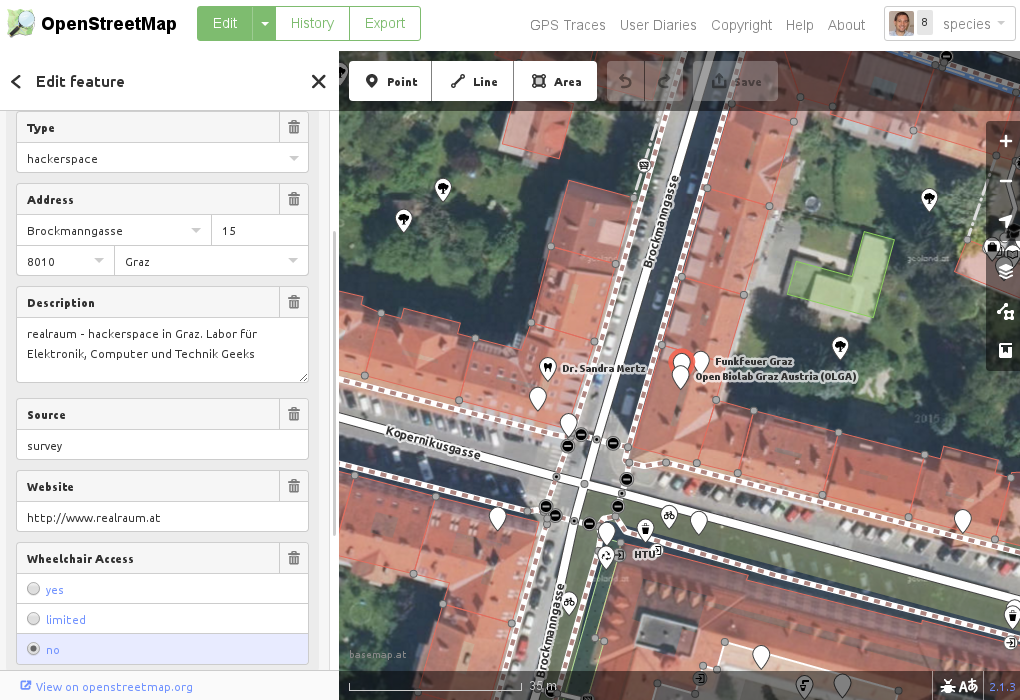 OpenStreetMap
Edit
History
Export
GPS Traces
User Diaries
Copyright
Help
About
8
species
Edit feature
Point
Line
Area
Save
Type
hackerspace
Address
Brockmanngasse
15
8010
Graz
Description
realraum - hackerspace in Graz. Labor für
Elektronik, Computer und Technik Geeks
Source
survey
Website
http://www.realraum.at
Wheelchair Access
yes
limited
no
View on openstreetmap.org
Brockmanngasse
Funkfeuer Graz
Dr. Sandra Mertz
Open Biolab Graz Austria (OLGA)
Kopernikusgasse
HTU
Brockmanngasse
basemap.at
35 m
2.1.3